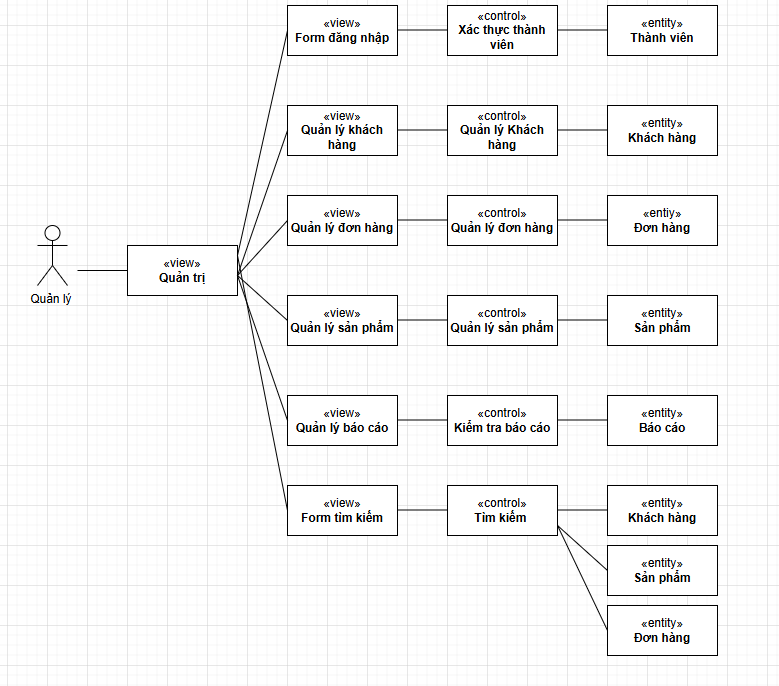 «view»
Form đăng nhập
«control»
Xác thực thành
viên
«entity»
Thành viên
«view»
Quản lý khách
hàng
«control»
Quản lý Khách
hàng
«entity»
Khách hàng
«view»
Quản lý đơn hàng
«control»
Quản lý đơn hàng
«entiy»
Đơn hàng
Quản lý
«view»
Quản trị
«view»
Quản lý sản phẩm
«control»
Quản lý sản phẩm
«entity»
Sản phẩm
«view»
Quản lý báo cáo
«control»
Kiểm tra báo cáo
«entity»
Báo cáo
«view»
Form tìm kiếm
«control»
Tìm kiếm
«entity»
Khách hàng
«entity»
Sản phẩm
«entity»
Đơn hàng